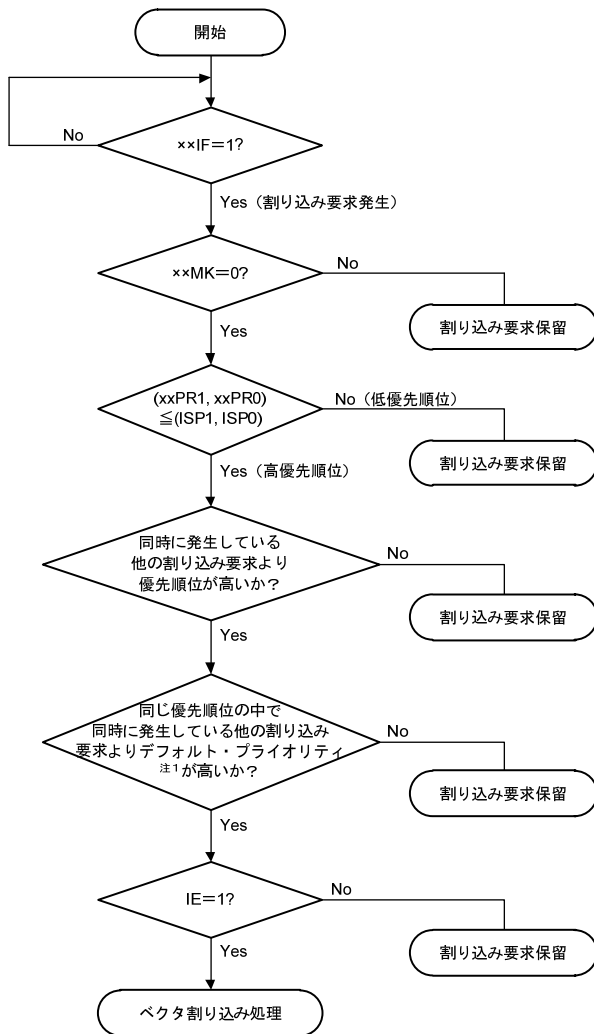 開始
No
××IF＝1?
Yes（割り込み要求発生）
××MK＝0?
No
割り込み要求保留
Yes
(xxPR1, xxPR0)
≦(ISP1, ISP0)
No（低優先順位）
割り込み要求保留
Yes（高優先順位）
同時に発生している
他の割り込み要求より
優先順位が高いか？
No
割り込み要求保留
Yes
同じ優先順位の中で
同時に発生している他の割り込み
要求よりデフォルト・プライオリティ
注1が高いか？
No
割り込み要求保留
Yes
IE＝1?
No
割り込み要求保留
Yes
ベクタ割り込み処理